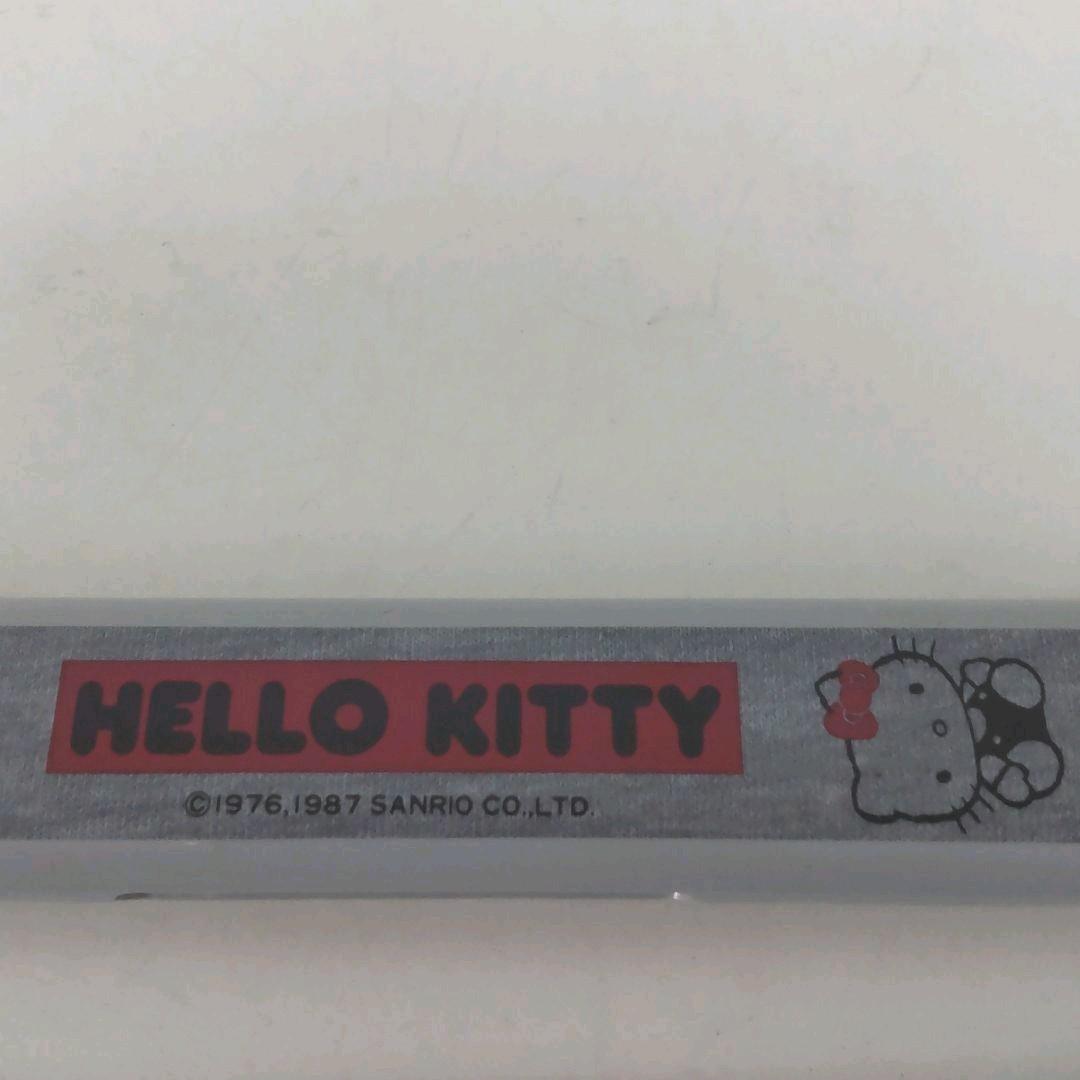 HELLO KITTY
©1976,1987 SANRIO CO.,LTD.